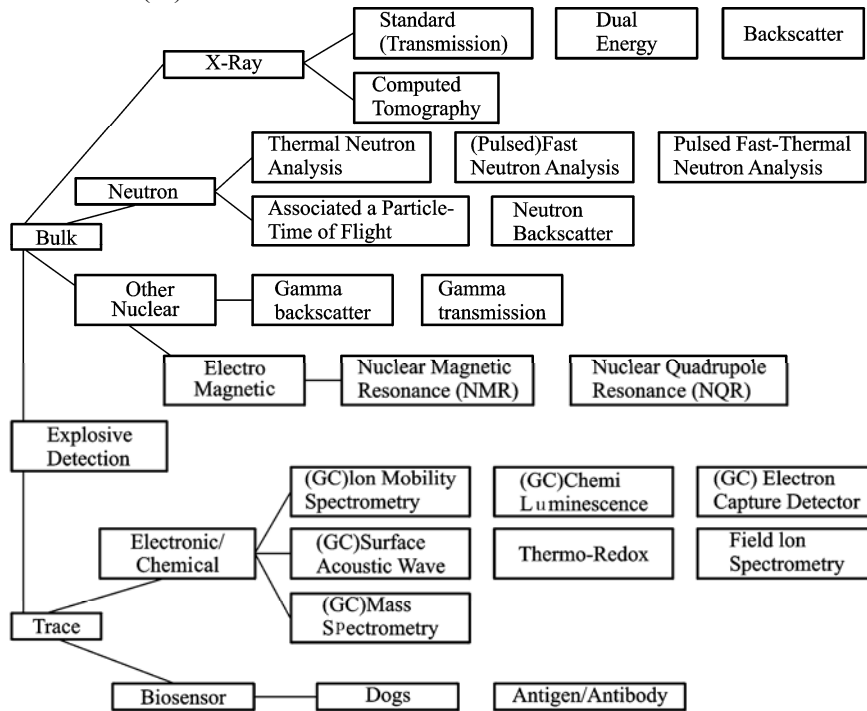 Standard
(Transmission)
Dual
Energy
Backscatter
X-Ray
Computed
Tomography
Thermal Neutron
Analysis
(Pulsed)Fast
Neutron Analysis
Pulsed Fast-Thermal
Neutron Analysis
Neutron
Associated a Particle-
Time of Flight
Neutron
Backscatter
Bulk
Other
Nuclear
Gamma
backscatter
Gamma
transmission
Electro
Magnetic
Nuclear Magnetic
Resonance (NMR)
Nuclear Quadrupole
Resonance (NQR)
Explosive
Detection
(GC)Ion Mobility
Spectrometry
(GC)Chemi
Luminescence
(GC) Electron
Capture Detector
Electronic/
Chemical
(GC)Surface
Acoustic Wave
Thermo-Redox
Field Ion
Spectrometry
(GC)Mass
SPectrometry
Trace
Biosensor
Dogs
Antigen/Antibody